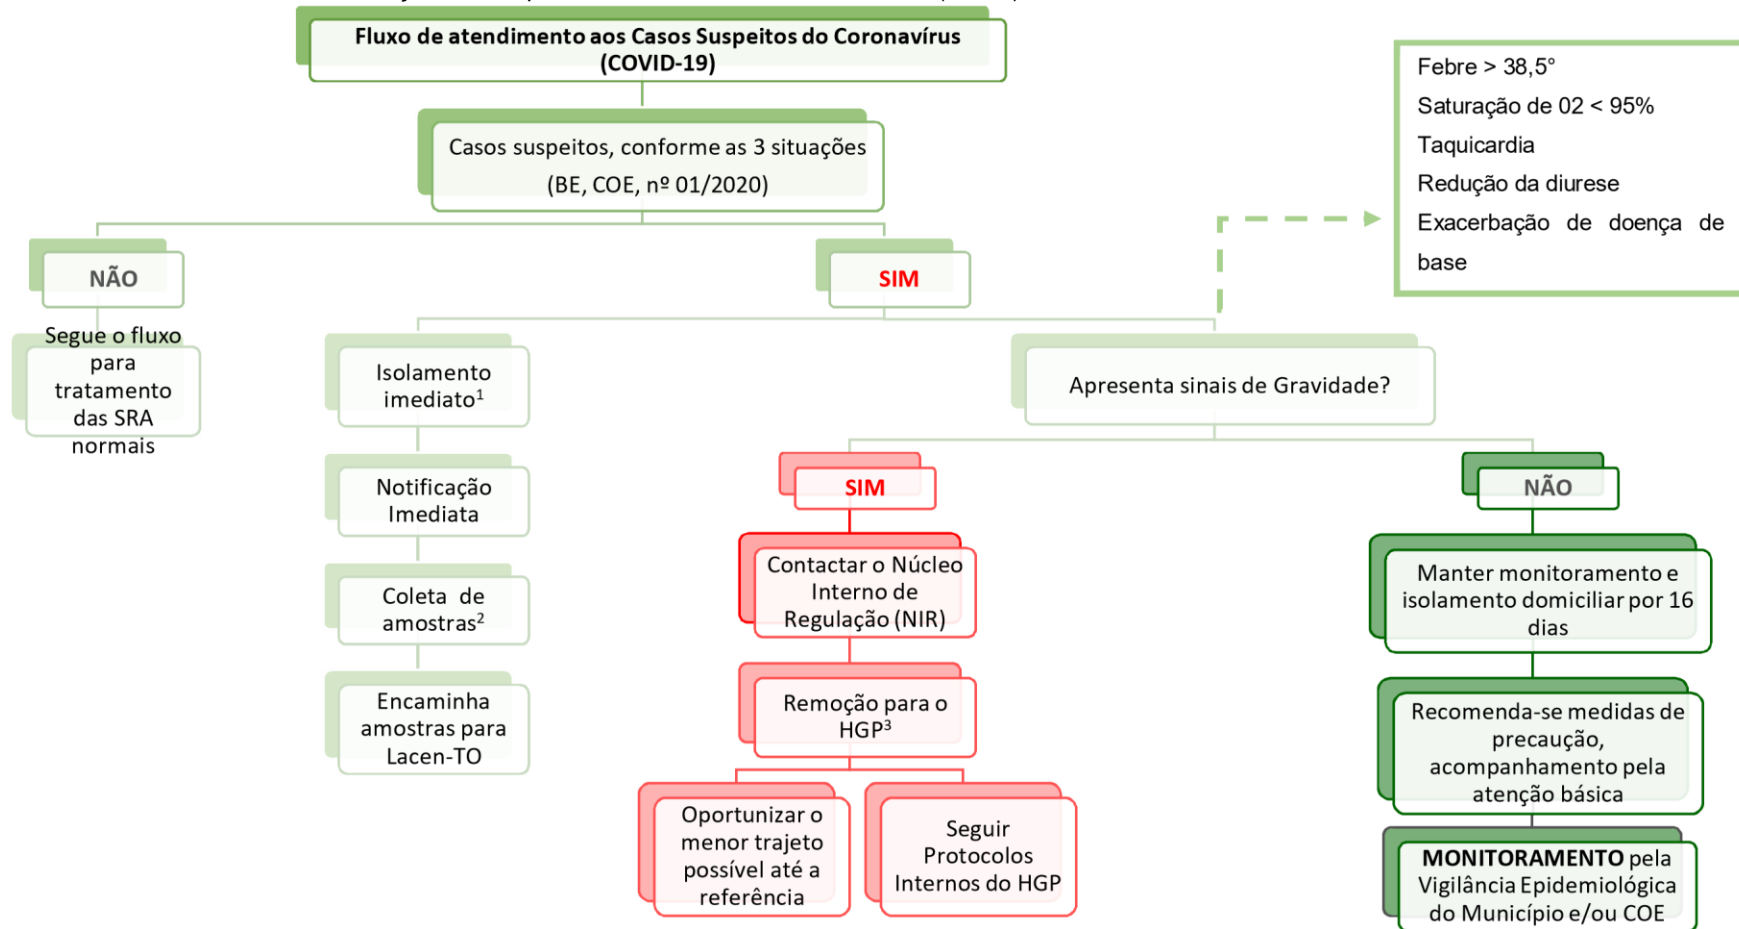 Fluxo de atendimento aos Casos Suspeitos do Coronavírus
(COVID-19)
Febre > 38,5°
Saturação de 02 < 95%
Taquicardia
Redução da diurese
Exacerbação de doença de
base
Casos suspeitos, conforme as 3 situações
(BE, COE, nº 01/2020)
NÃO
SIM
Segue o fluxo
para
tratamento
das SRA
normais
Isolamento
imediato¹
Notificação
Imediata
Coleta de
amostras²
Encaminha
amostras para
Lacen-TO
Apresenta sinais de Gravidade?
SIM
Contactar o Núcleo
Interno de
Regulação (NIR)
Remoção para o
HGP³
Oportunizar o
menor trajeto
possível até a
referência
Seguir
Protocolos
Internos do HGP
NÃO
Manter monitoramento e
isolamento domiciliar por 16
dias
Recomenda-se medidas de
precaução,
acompanhamento pela
atenção básica
MONITORAMENTO pela
Vigilância Epidemiológica
do Município e/ou COE